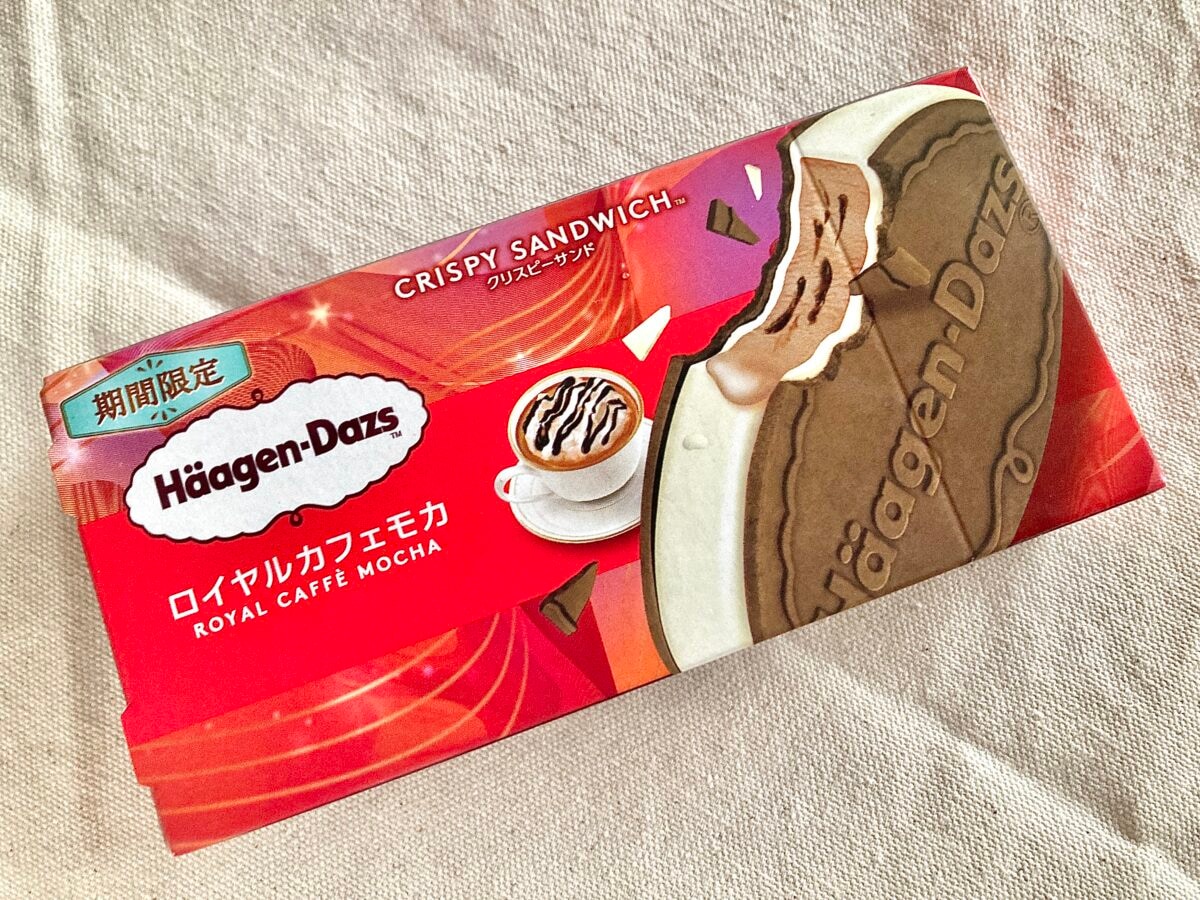 CRISPY SANDWICH™
クリスピーサンド
期間限定
Häagen-Dazs™
ロイヤルカフェモカ
ROYAL CAFFÈ MOCHA
Häagen-Dazs®